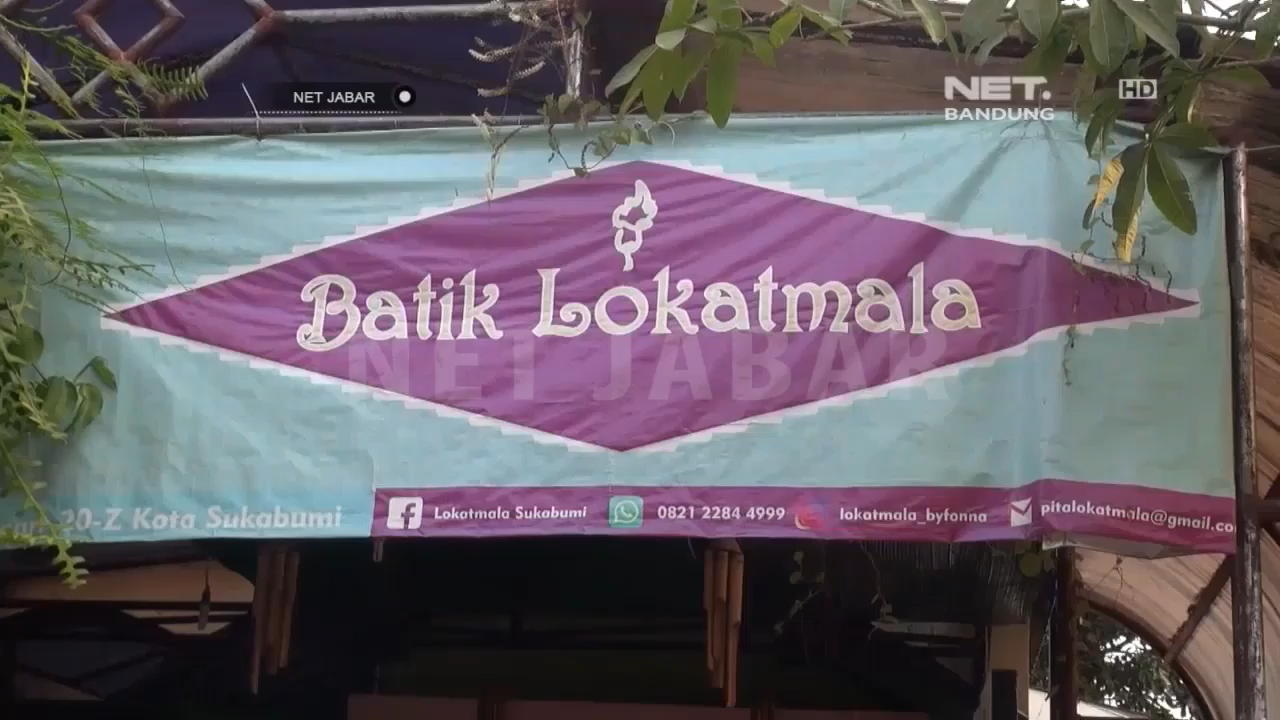 NET JABAR
NET.
HD
BANDUNG
Batik Lokatmala
NET JABAR
20-Z Kota Sukabumi
Lokatmala Sukabumi
0821 2284 4999
lokatmala_byfonna
pitalokatmala@gmail.co